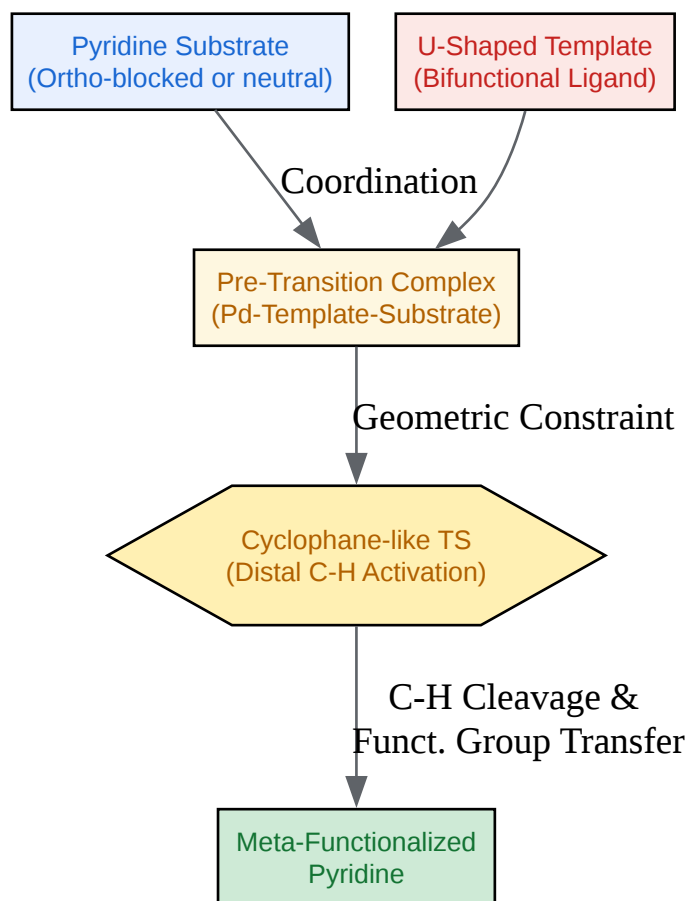 Pyridine Substrate
(Ortho-blocked or neutral)
U-Shaped Template
(Bifunctional Ligand)
Coordination
Pre-Transition Complex
(Pd-Template-Substrate)
Geometric Constraint
Cyclophane-like TS
(Distal C-H Activation)
C-H Cleavage &
Funct. Group Transfer
Meta-Functionalized
Pyridine